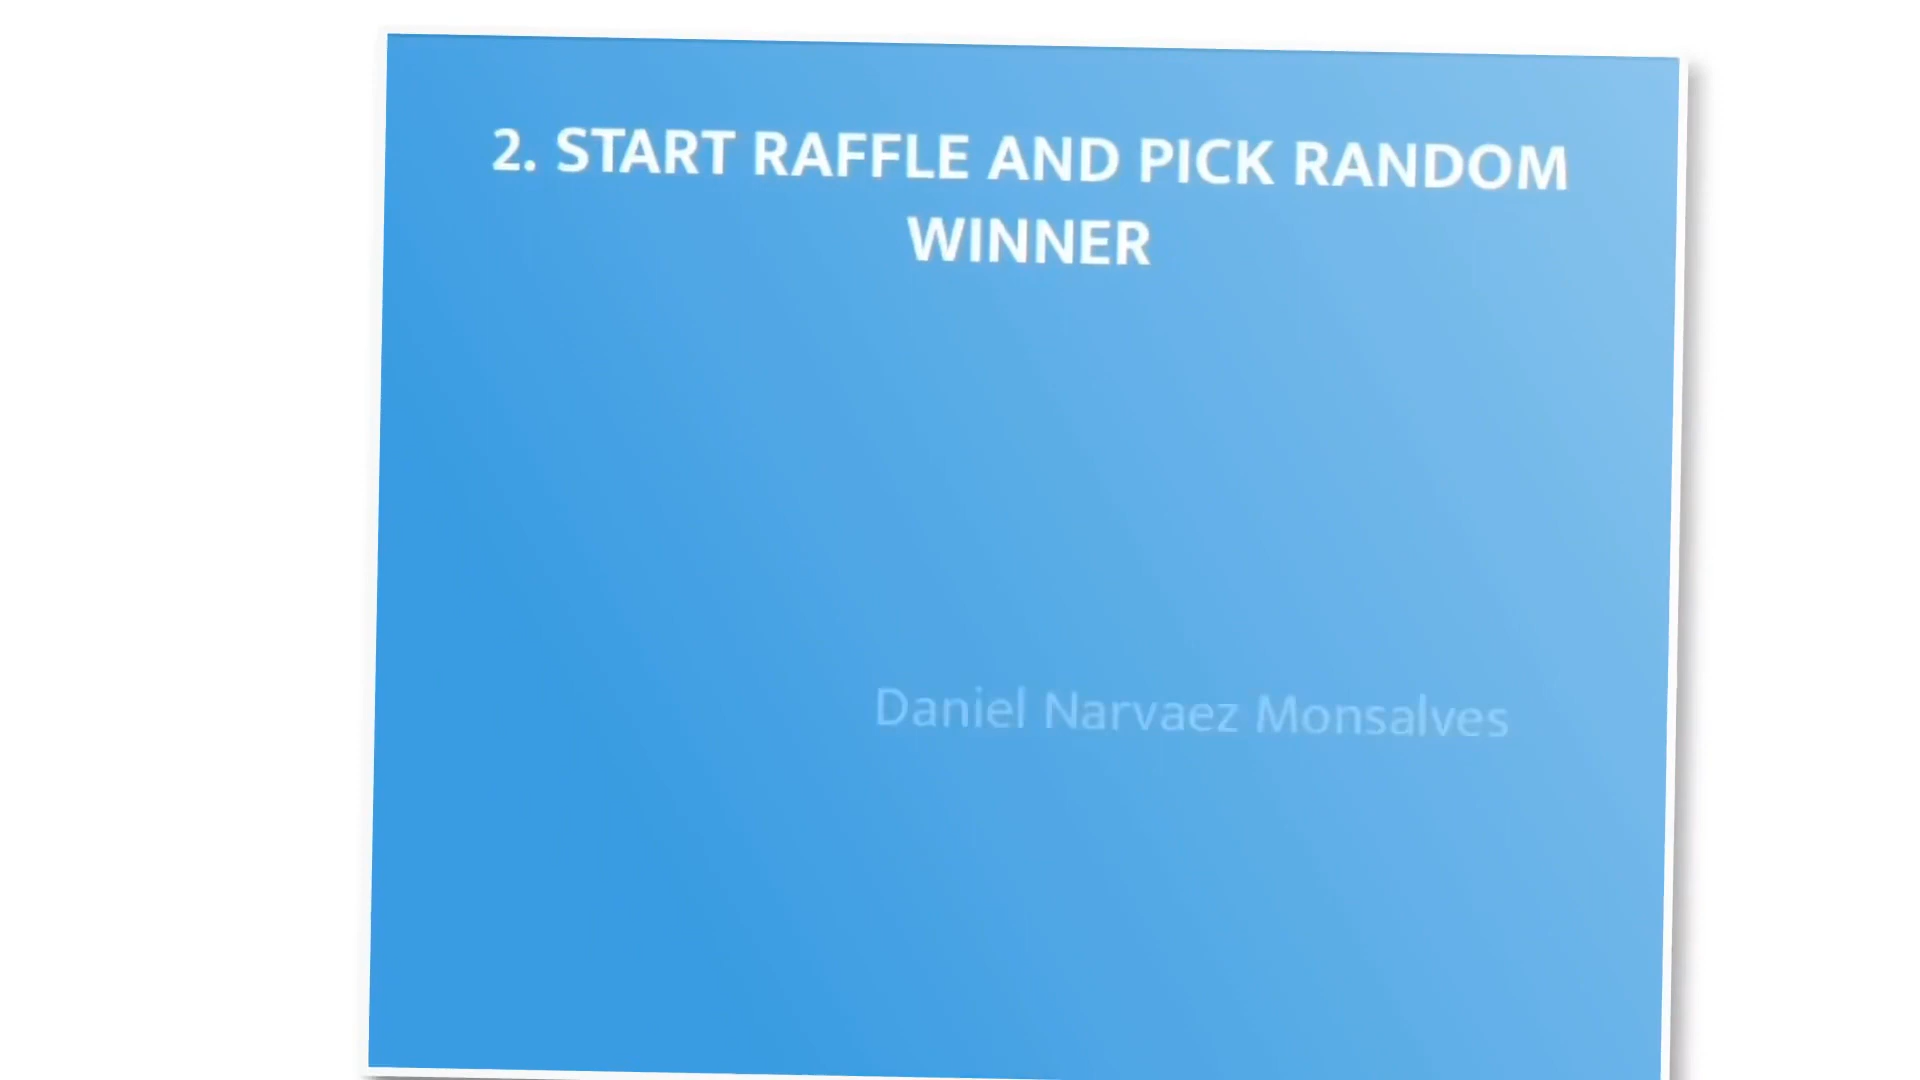 2. START RAFFLE AND PICK RANDOM
WINNER
Daniel Narvaez Monsalves